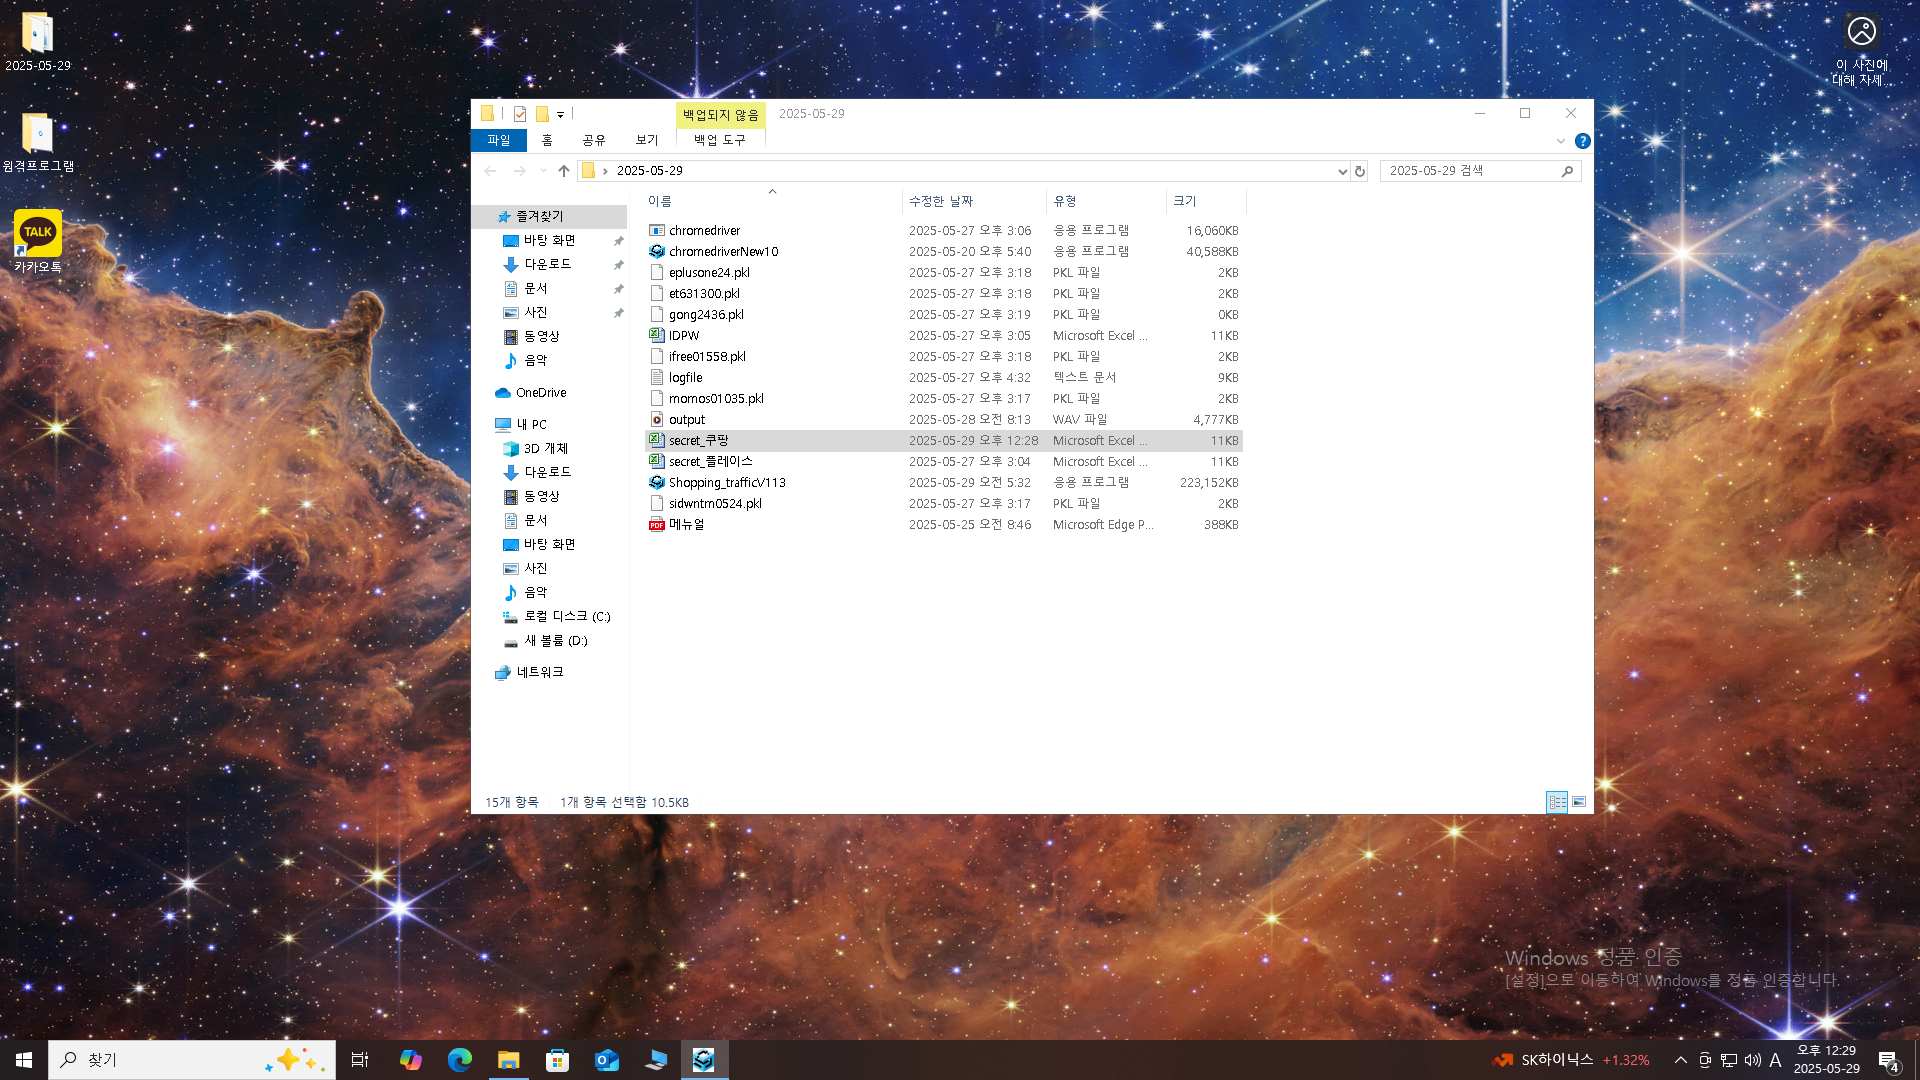 2025-05-29
원격프로그램
TALK
카카오톡
이 사진에
대해 자세...
백업되지 않음
2025-05-29
파일
홈
공유
보기
백업 도구
2025-05-29
2025-05-29 검색
즐겨찾기
바탕 화면
다운로드
문서
사진
동영상
음악
OneDrive
내 PC
3D 개체
다운로드
동영상
문서
바탕 화면
사진
음악
로컬 디스크 (C:)
새 볼륨 (D:)
네트워크
이름 수정한 날짜 유형 크기
chromedriver 2025-05-27 오후 3:06 응용 프로그램 16,060KB
chromedriverNew10 2025-05-20 오후 5:40 응용 프로그램 40,588KB
eplusone24.pkl 2025-05-27 오후 3:18 PKL 파일 2KB
et631300.pkl 2025-05-27 오후 3:18 PKL 파일 2KB
gong2436.pkl 2025-05-27 오후 3:19 PKL 파일 0KB
IDPW 2025-05-27 오후 3:05 Microsoft Excel ... 11KB
ifree01558.pkl 2025-05-27 오후 3:18 PKL 파일 2KB
logfile 2025-05-27 오후 4:32 텍스트 문서 9KB
momos01035.pkl 2025-05-27 오후 3:17 PKL 파일 2KB
output 2025-05-28 오전 8:13 WAV 파일 4,777KB
secret_쿠팡 2025-05-29 오후 12:28 Microsoft Excel ... 11KB
secret_플레이스 2025-05-27 오후 3:04 Microsoft Excel ... 11KB
Shopping_trafficV113 2025-05-29 오전 5:32 응용 프로그램 223,152KB
sidwntm0524.pkl 2025-05-27 오후 3:17 PKL 파일 2KB
메뉴얼 2025-05-25 오전 8:46 Microsoft Edge P... 388KB
15개 항목 1개 항목 선택함 10.5KB
Windows 정품 인증
[설정]으로 이동하여 Windows를 정품 인증합니다.
찾기
SK하이닉스 +1.32%
A
오후 12:29
2025-05-29
4